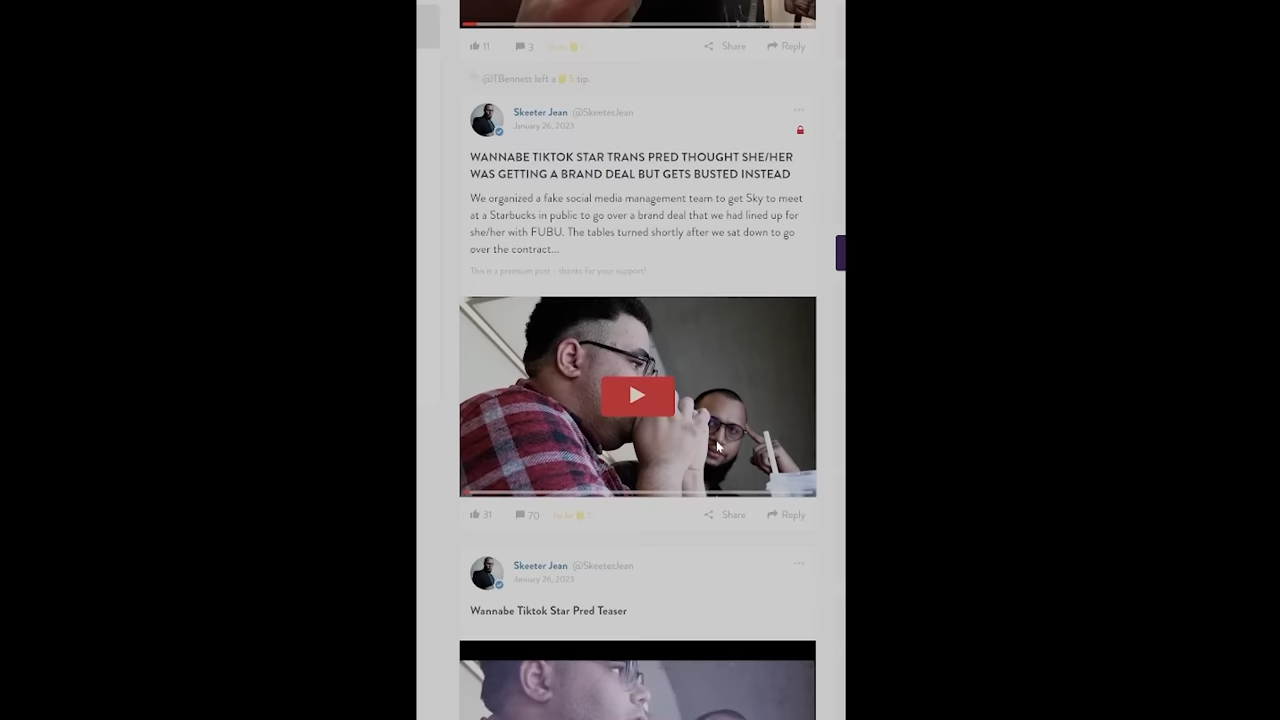 11 3 Share Reply
@TBennett left a 5 tip.
Skeeter Jean @SkeeterJean
January 26, 2023
WANNABE TIKTOK STAR TRANS PRED THOUGHT SHE/HER
WAS GETTING A BRAND DEAL BUT GETS BUSTED INSTEAD
We organized a fake social media management team to get Sky to meet
at a Starbucks in public to go over a brand deal that we had lined up for
she/her with FUBU. The tables turned shortly after we sat down to go
over the contract...
This is a premium post - thanks for your support!
31 70 Share Reply
Skeeter Jean @SkeeterJean
January 26, 2023
Wannabe Tiktok Star Pred Teaser